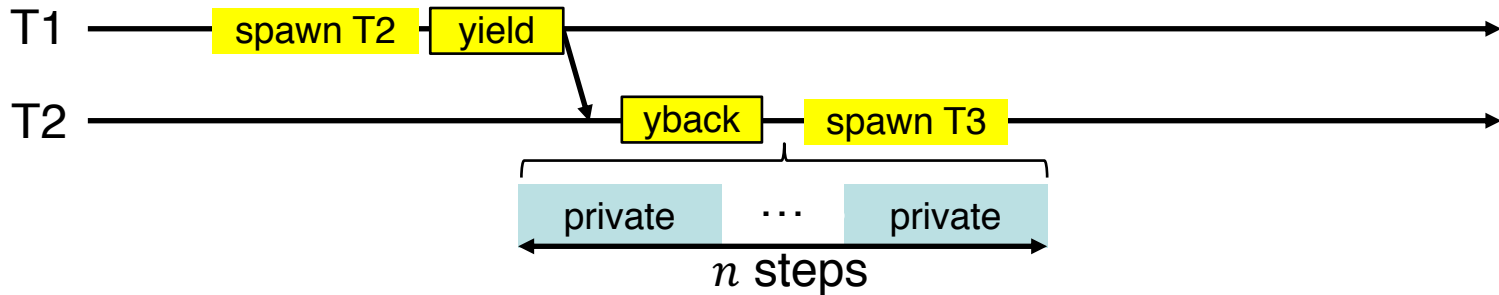 T1 spawn T2 yield
T2 yback spawn T3
private ... private
n steps